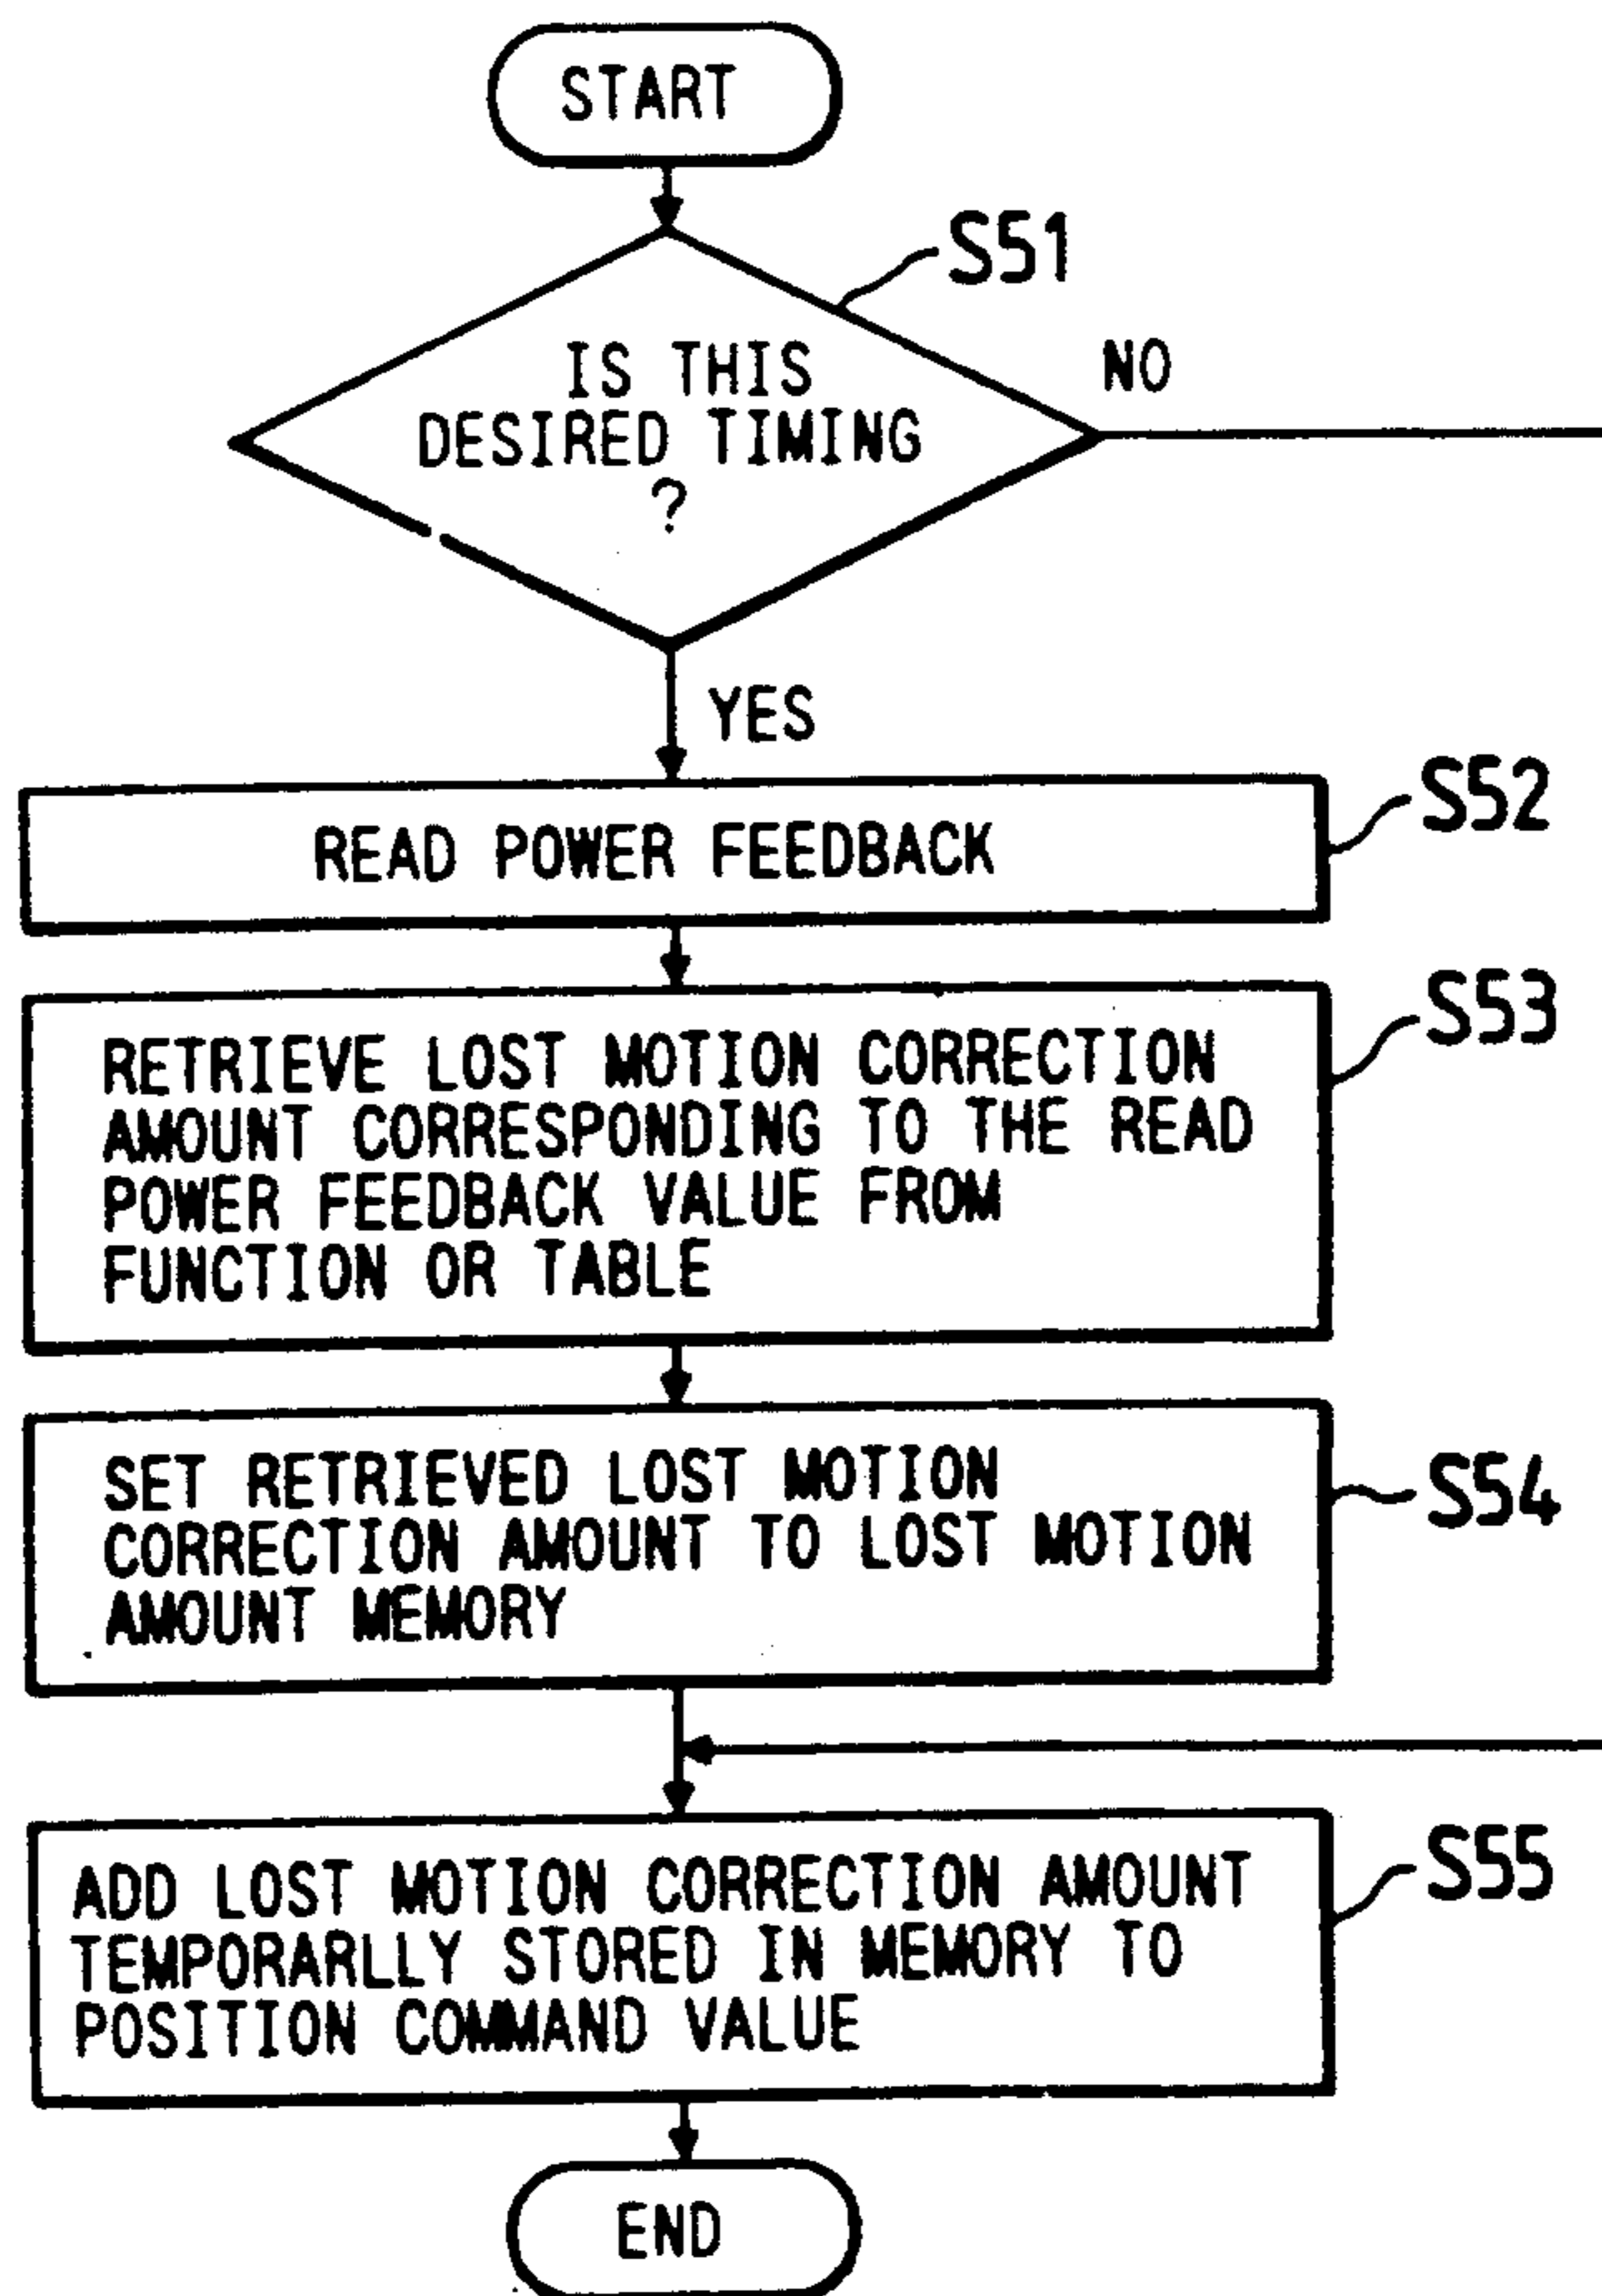 START
S51
IS THIS
DESIRED TIMING
?
NO
YES
S52
READ POWER FEEDBACK
S53
RETRIEVE LOST MOTION CORRECTION
AMOUNT CORRESPONDING TO THE READ
POWER FEEDBACK VALUE FROM
FUNCTION OR TABLE
S54
SET RETRIEVED LOST MOTION
CORRECTION AMOUNT TO LOST MOTION
AMOUNT MEMORY
S55
ADD LOST MOTION CORRECTION AMOUNT
TEMPORARLLY STORED IN MEMORY TO
POSITION COMMAND VALUE
END